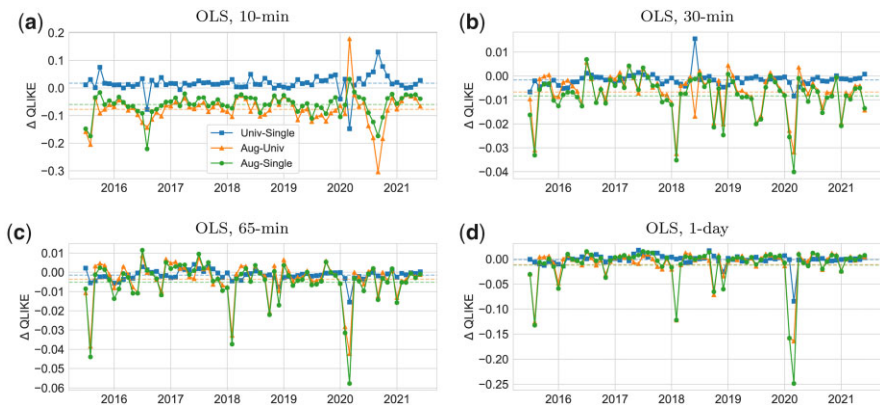 (a) OLS, 10-min
Δ QLIKE
0.2
0.1
0.0
−0.1
−0.2
−0.3
Univ-Single
Aug-Univ
Aug-Single
2016 2017 2018 2019 2020 2021
(b) OLS, 30-min
Δ QLIKE
0.01
0.00
−0.01
−0.02
−0.03
−0.04
2016 2017 2018 2019 2020 2021
(c) OLS, 65-min
Δ QLIKE
0.01
0.00
−0.01
−0.02
−0.03
−0.04
−0.05
−0.06
2016 2017 2018 2019 2020 2021
(d) OLS, 1-day
Δ QLIKE
0.00
−0.05
−0.10
−0.15
−0.20
−0.25
2016 2017 2018 2019 2020 2021